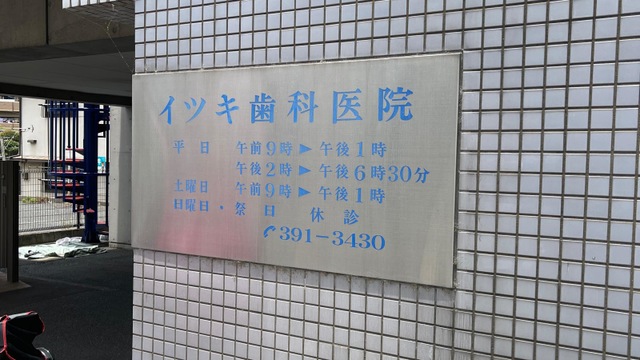 イツキ歯科医院
平日 午前9時▶午後1時
午後2時▶午後6時30分
土曜日 午前9時▶午後1時
日曜日・祭日 休診
✆391-3430